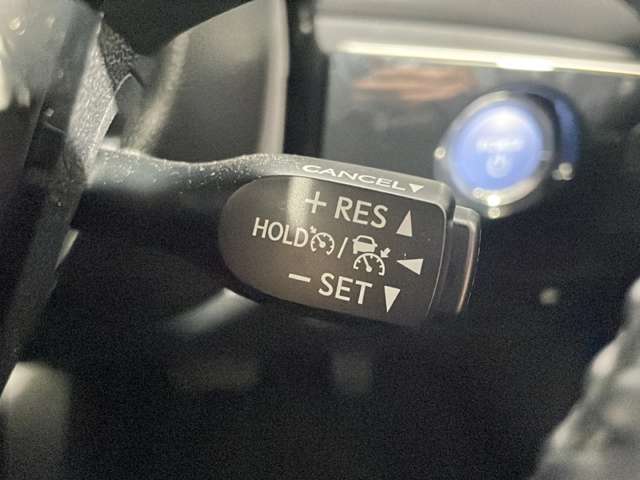 CANCEL▼
+ RES ▲
HOLD / ◀
− SET ▼